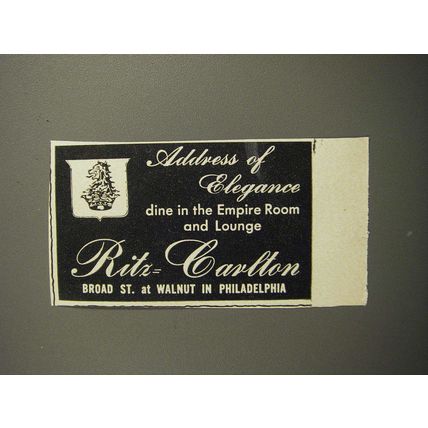 Address of
Elegance
dine in the Empire Room
and Lounge
Ritz=Carlton
BROAD ST. at WALNUT IN PHILADELPHIA